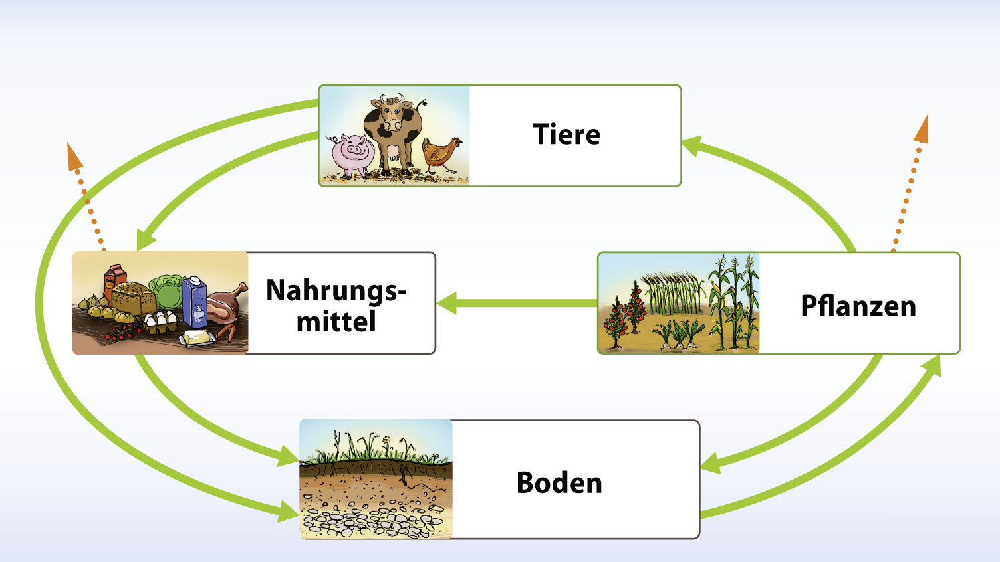 Tiere
Nahrungs-
mittel
Pflanzen
Boden